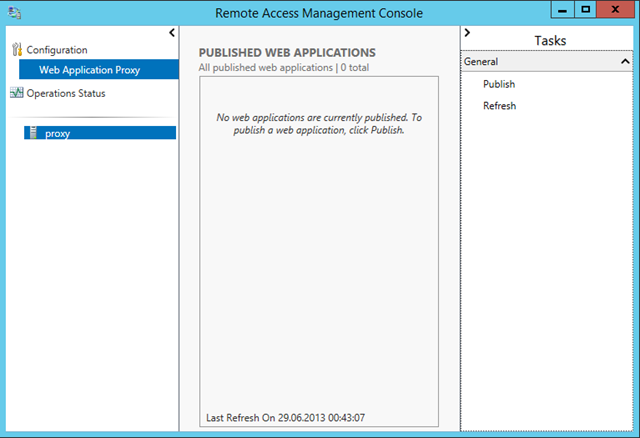 Remote Access Management Console
Configuration
Web Application Proxy
Operations Status
proxy
PUBLISHED WEB APPLICATIONS
All published web applications | 0 total
No web applications are currently published. To
publish a web application, click Publish.
Last Refresh On 29.06.2013 00:43:07
Tasks
General
Publish
Refresh